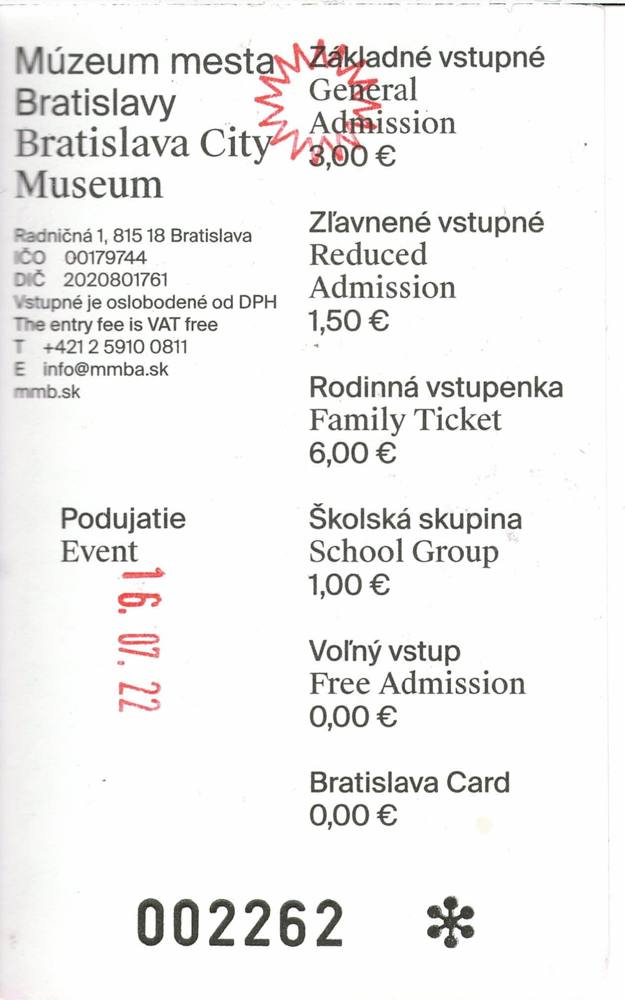 Múzeum mesta
Bratislavy
Bratislava City
Museum
Radničná 1, 815 18 Bratislava
IČO 00179744
DIČ 2020801761
Vstupné je oslobodené od DPH
The entry fee is VAT free
T +421 2 5910 0811
E info@mmba.sk
mmb.sk
Podujatie
Event
16. 07. 22
Základné vstupné
General
Admission
3,00 €
Zľavnené vstupné
Reduced
Admission
1,50 €
Rodinná vstupenka
Family Ticket
6,00 €
Školská skupina
School Group
1,00 €
Voľný vstup
Free Admission
0,00 €
Bratislava Card
0,00 €
002262